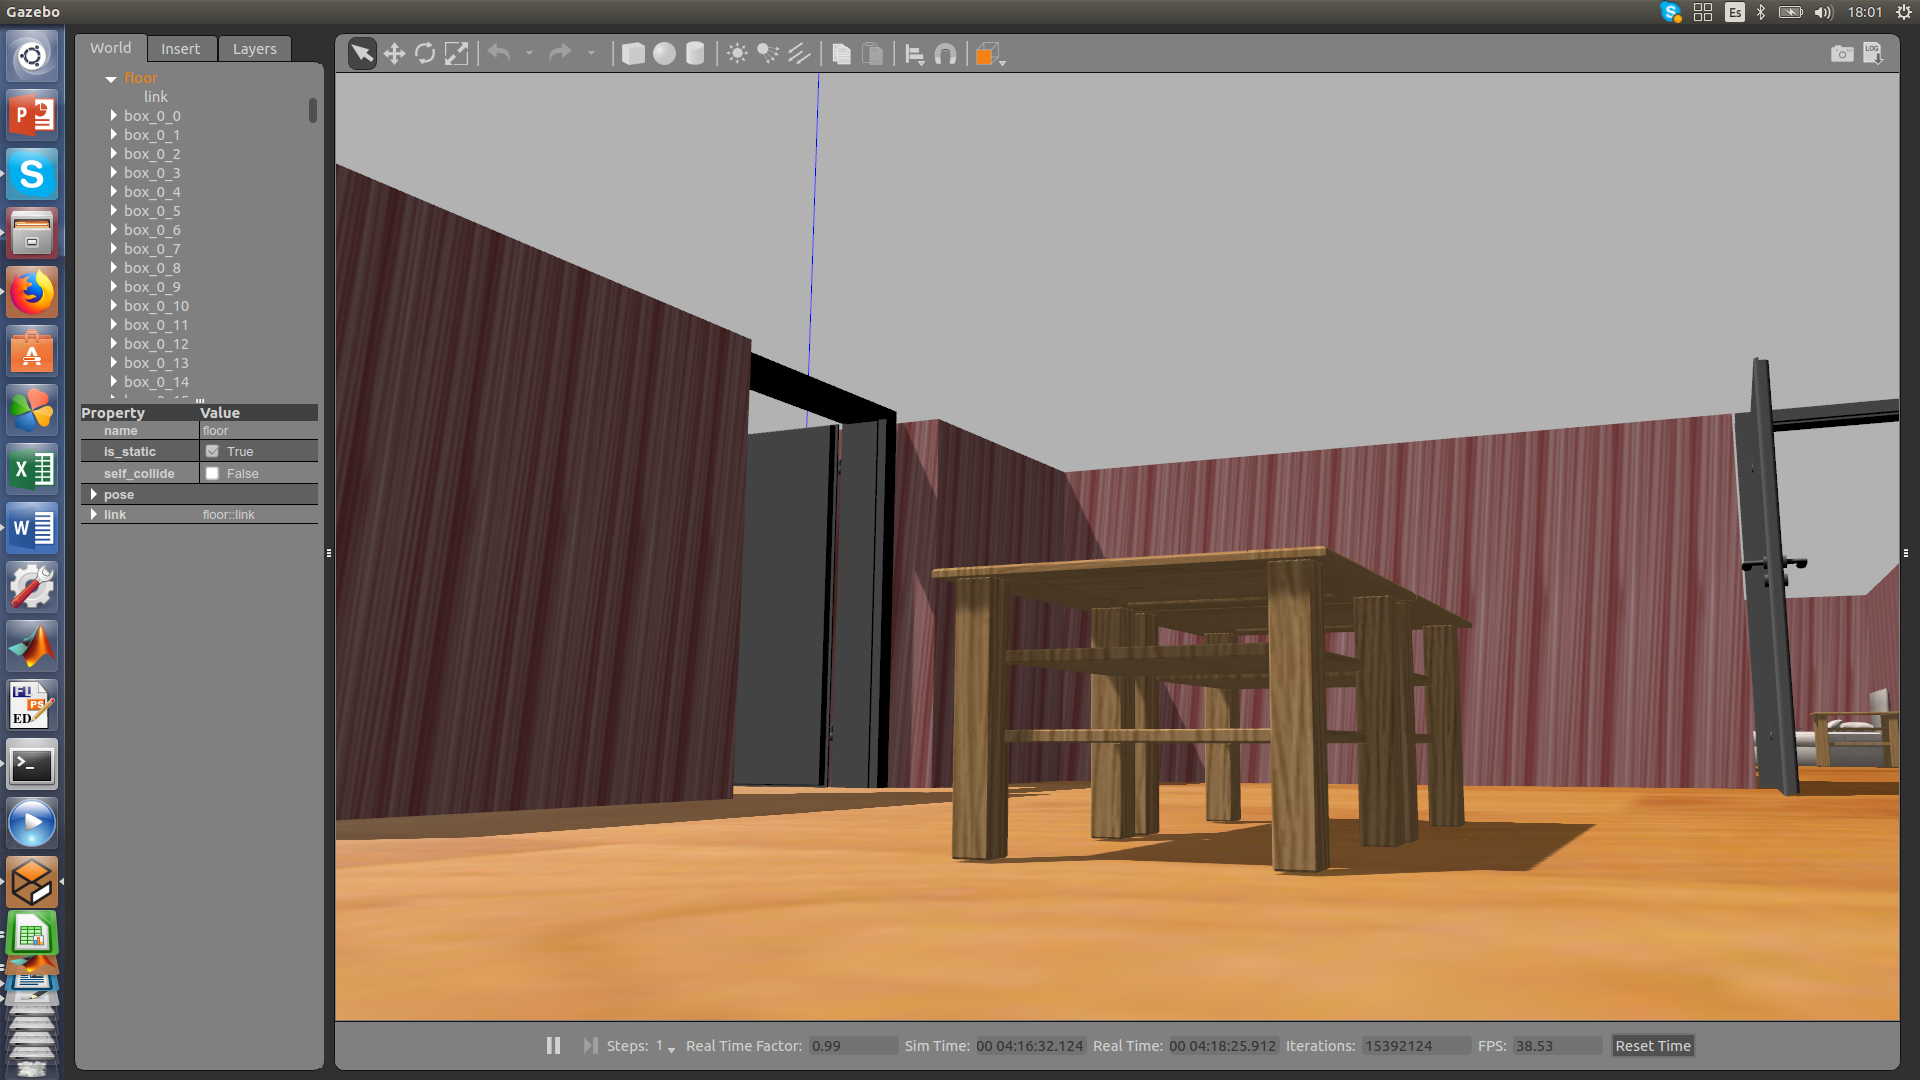 Gazebo
Es
18:01
World
Insert
Layers
LOG
floor
link
box_0_0
box_0_1
box_0_2
box_0_3
box_0_4
box_0_5
box_0_6
box_0_7
box_0_8
box_0_9
box_0_10
box_0_11
box_0_12
box_0_13
box_0_14
Property Value
name floor
is_static True
self_collide False
pose
link floor::link
P
S
S
A
X
W
FL
PS
ED
>_
Steps: 1 Real Time Factor: 0.99 Sim Time: 00 04:16:32.124 Real Time: 00 04:18:25.912 Iterations: 15392124 FPS: 38.53 Reset Time